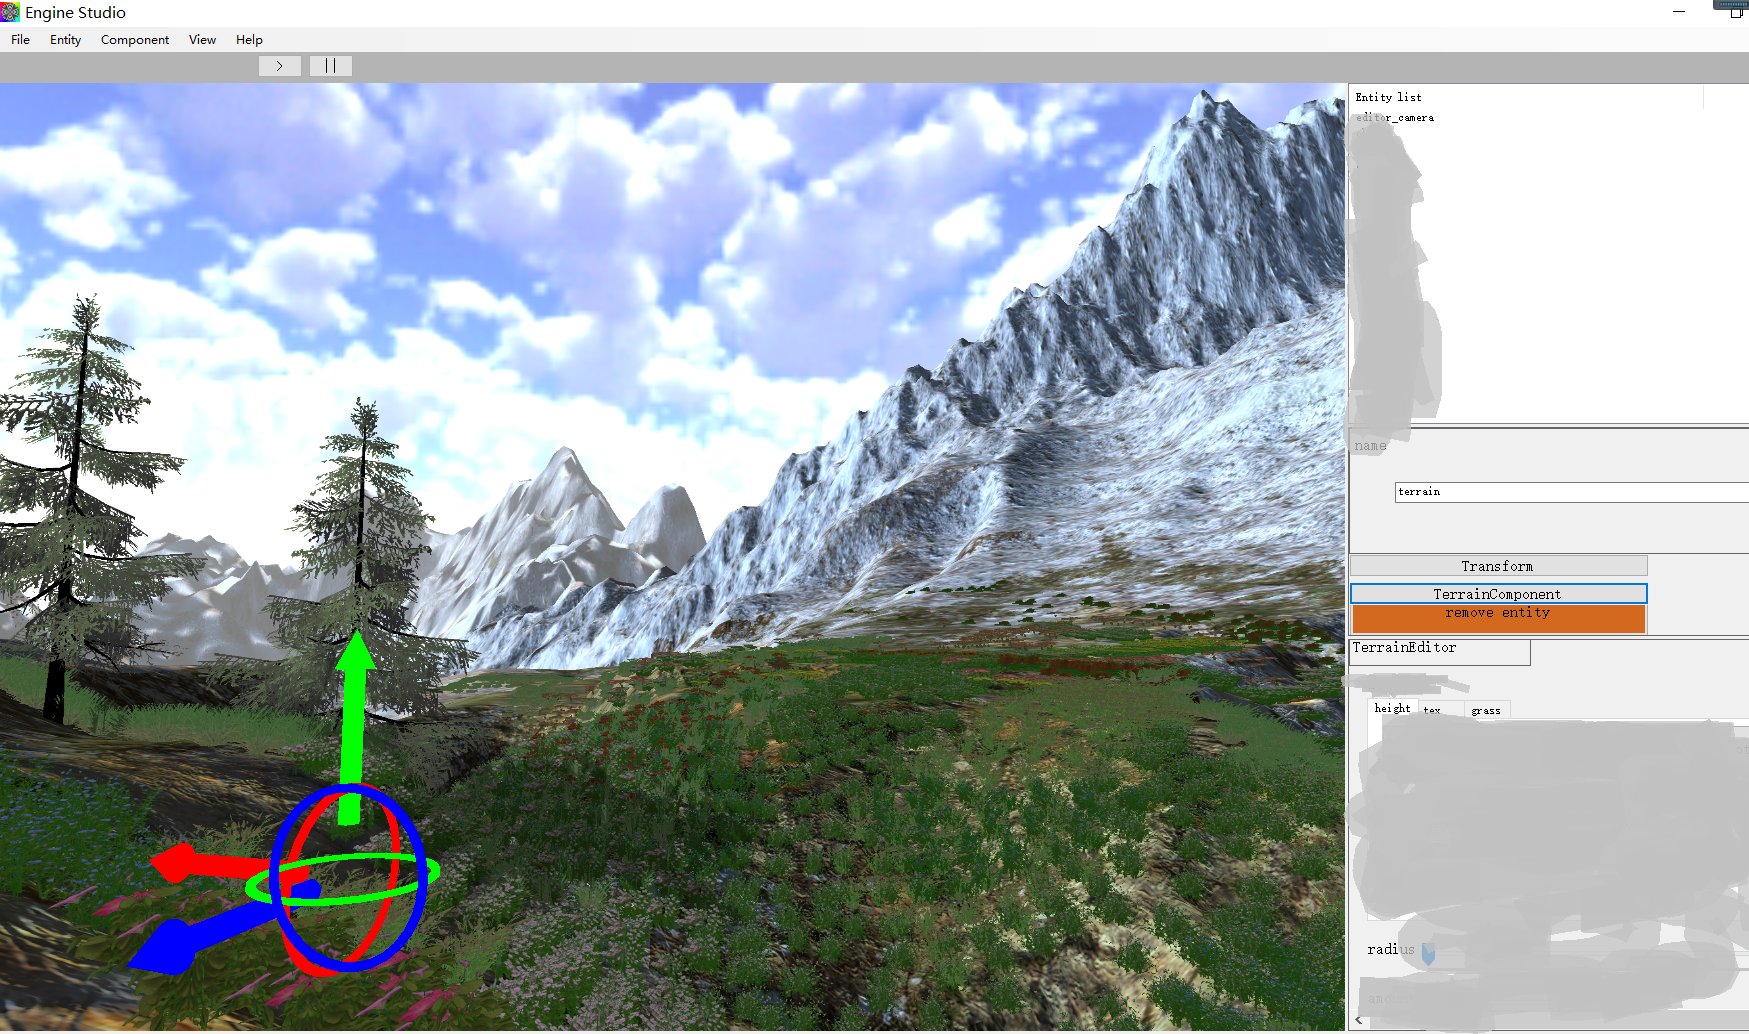 Engine Studio
File Entity Component View Help
> ||
Entity list
editor_camera
name
terrain
Transform
TerrainComponent
remove entity
TerrainEditor
height tex grass
radius